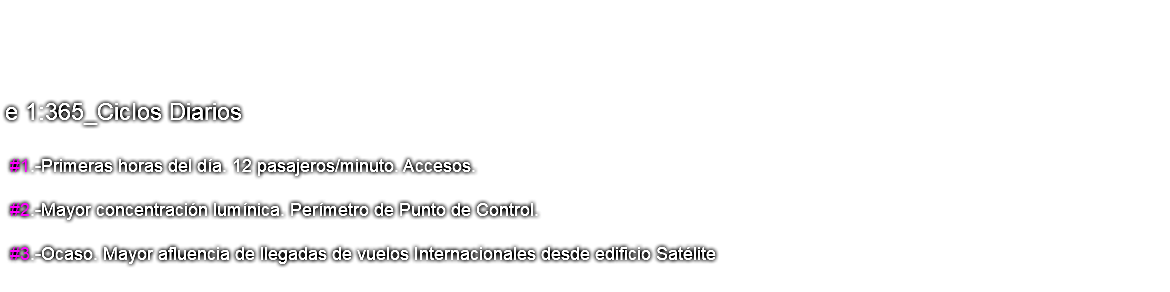 e 1:365_Ciclos Diarios
#1.-Primeras horas del día. 12 pasajeros/minuto. Accesos.
#2.-Mayor concentración lumínica. Perímetro de Punto de Control.
#3.-Ocaso. Mayor afluencia de llegadas de vuelos Internacionales desde edificio Satélite